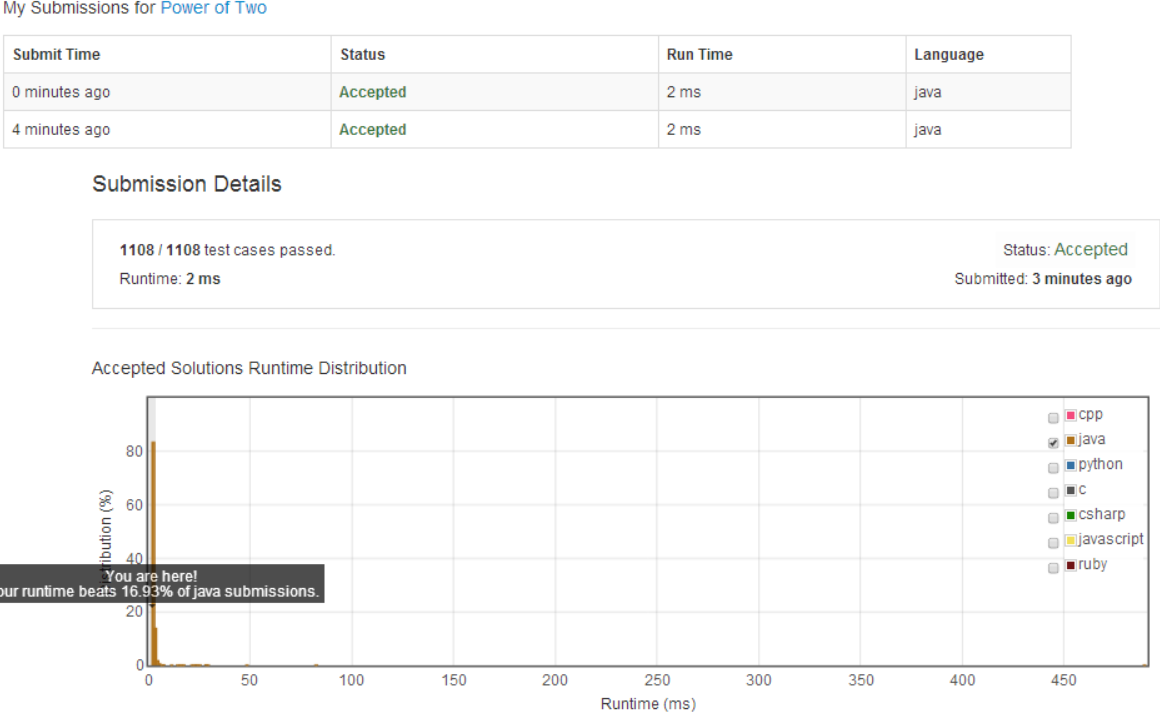 My Submissions for Power of Two
Submit Time Status Run Time Language
0 minutes ago Accepted 2 ms java
4 minutes ago Accepted 2 ms java
Submission Details
1108 / 1108 test cases passed. Status: Accepted
Runtime: 2 ms Submitted: 3 minutes ago
Accepted Solutions Runtime Distribution
cpp
java
python
c
csharp
javascript
ruby
80
60
40
20
0
(%)
You are here!
runtime beats 16.93% of java submissions.
0 50 100 150 200 250 300 350 400 450
Runtime (ms)